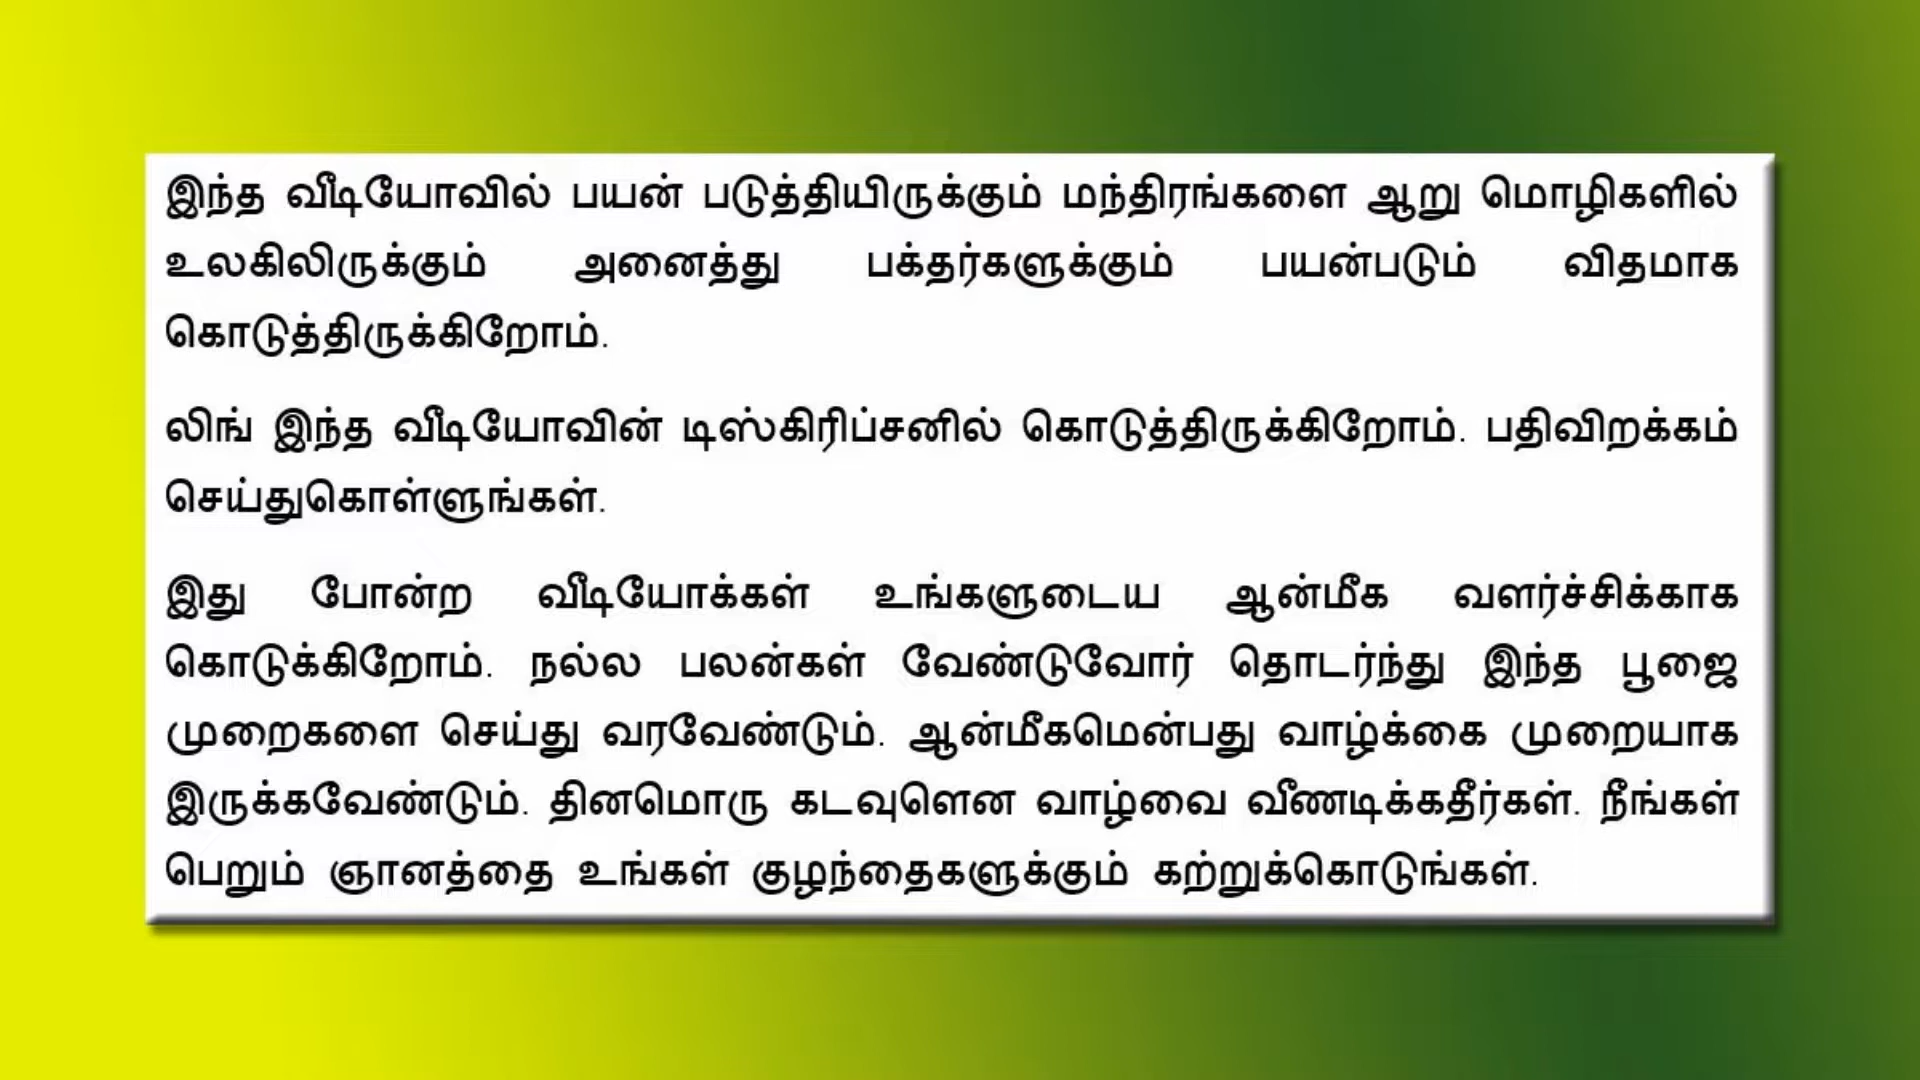 இந்த வீடியோவில் பயன் படுத்தியிருக்கும் மந்திரங்களை ஆறு மொழிகளில்
உலகிலிருக்கும் அனைத்து பக்தர்களுக்கும் பயன்படும் விதமாக
கொடுத்திருக்கிறோம்.
லிங் இந்த வீடியோவின் டிஸ்கிரிப்சனில் கொடுத்திருக்கிறோம். பதிவிறக்கம்
செய்துகொள்ளுங்கள்.
இது போன்ற வீடியோக்கள் உங்களுடைய ஆன்மீக வளர்ச்சிக்காக
கொடுக்கிறோம். நல்ல பலன்கள் வேண்டுவோர் தொடர்ந்து இந்த பூஜை
முறைகளை செய்து வரவேண்டும். ஆன்மீகமென்பது வாழ்க்கை முறையாக
இருக்கவேண்டும். தினமொரு கடவுளென வாழ்வை வீணடிக்கதீர்கள். நீங்கள்
பெறும் ஞானத்தை உங்கள் குழந்தைகளுக்கும் கற்றுக்கொடுங்கள்.